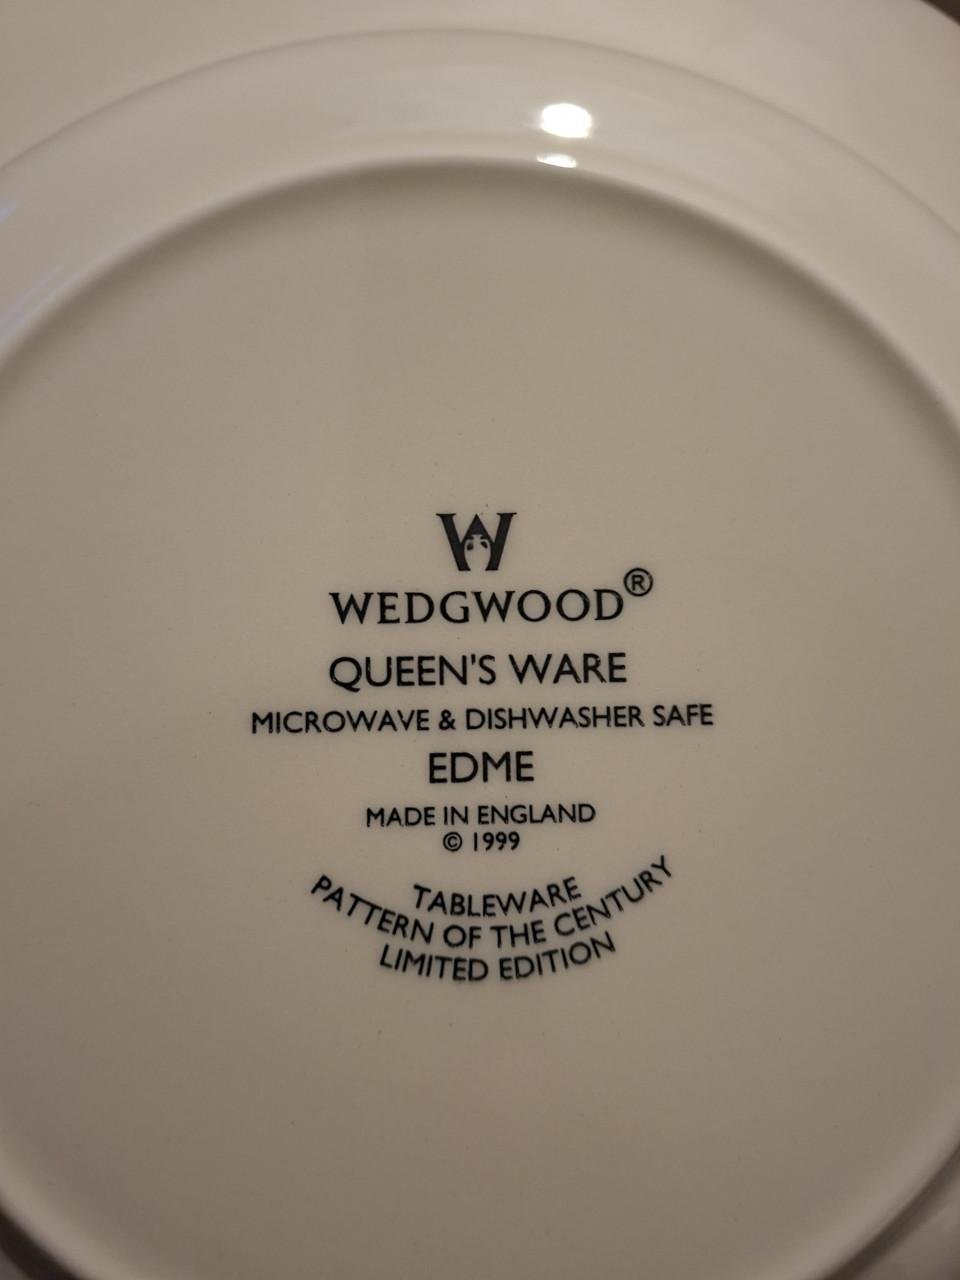 W
WEDGWOOD®
QUEEN'S WARE
MICROWAVE & DISHWASHER SAFE
EDME
MADE IN ENGLAND
© 1999
TABLEWARE
PATTERN OF THE CENTURY
LIMITED EDITION